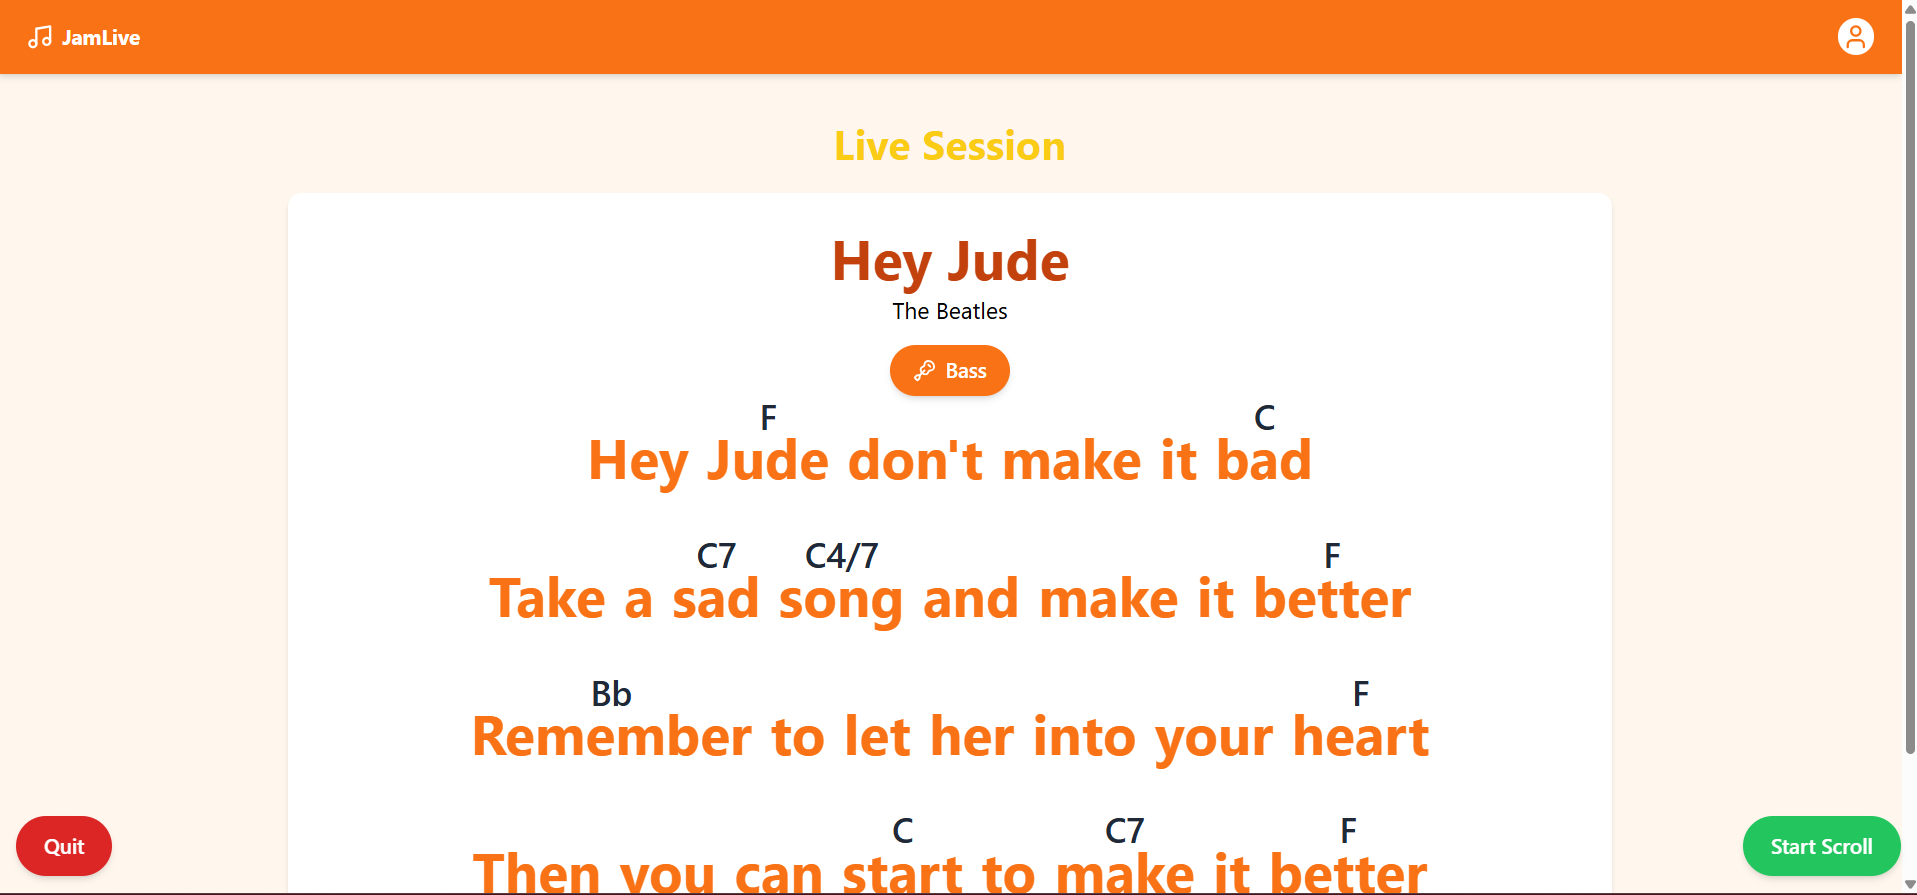 JamLive
Live Session
Hey Jude
The Beatles
Bass
F C
Hey Jude don't make it bad
C7 C4/7 F
Take a sad song and make it better
Bb F
Remember to let her into your heart
C C7 F
Then you can start to make it better
Quit
Start Scroll